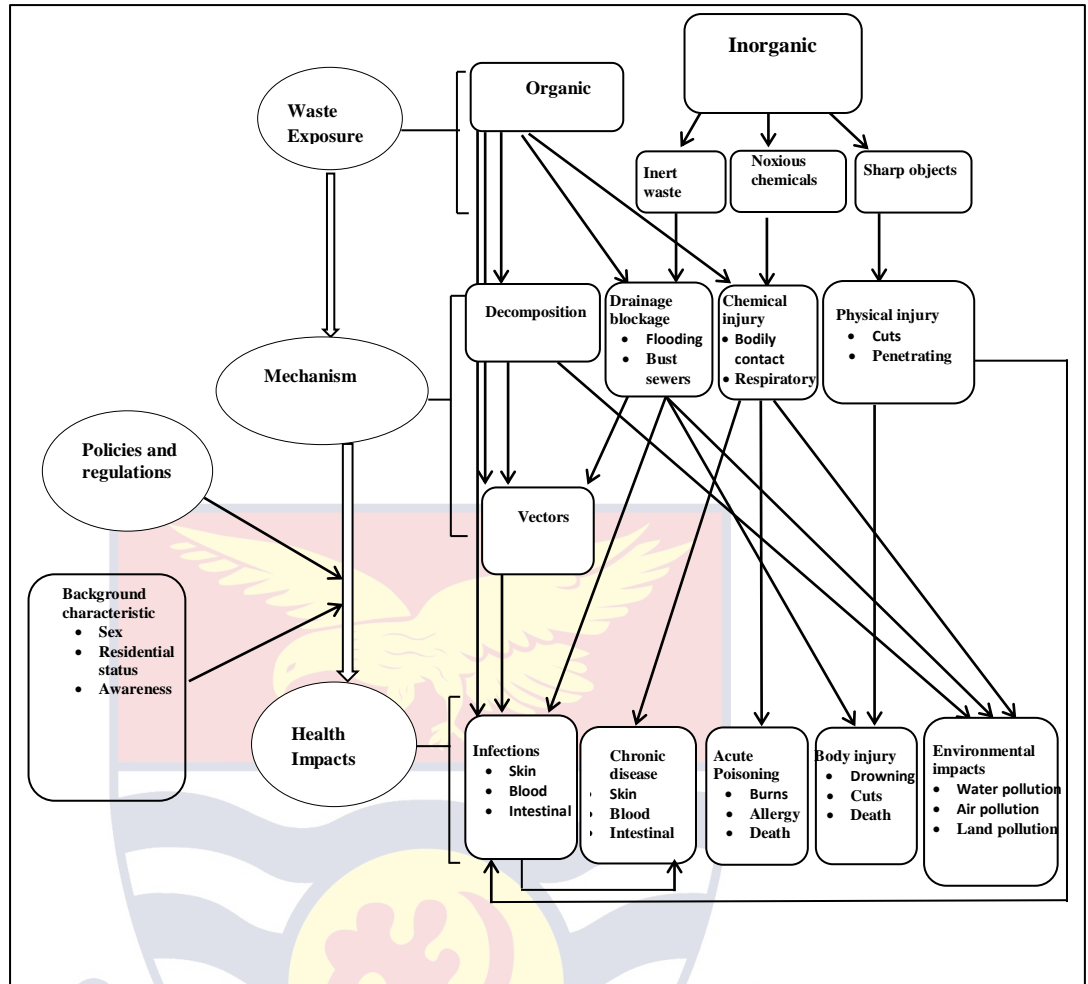 Inorganic
Organic
Waste
Exposure
Inert
waste
Noxious
chemicals
Sharp objects
Decomposition
Drainage
blockage
• Flooding
• Bust
sewers
Chemical
injury
• Bodily
contact
• Respiratory
Physical injury
• Cuts
• Penetrating
Mechanism
Policies and
regulations
Vectors
Background
characteristic
• Sex
• Residential
status
• Awareness
Health
Impacts
Infections
• Skin
• Blood
• Intestinal
Chronic
disease
• Skin
• Blood
• Intestinal
Acute
Poisoning
• Burns
• Allergy
• Death
Body injury
• Drowning
• Cuts
• Death
Environmental
impacts
• Water pollution
• Air pollution
• Land pollution